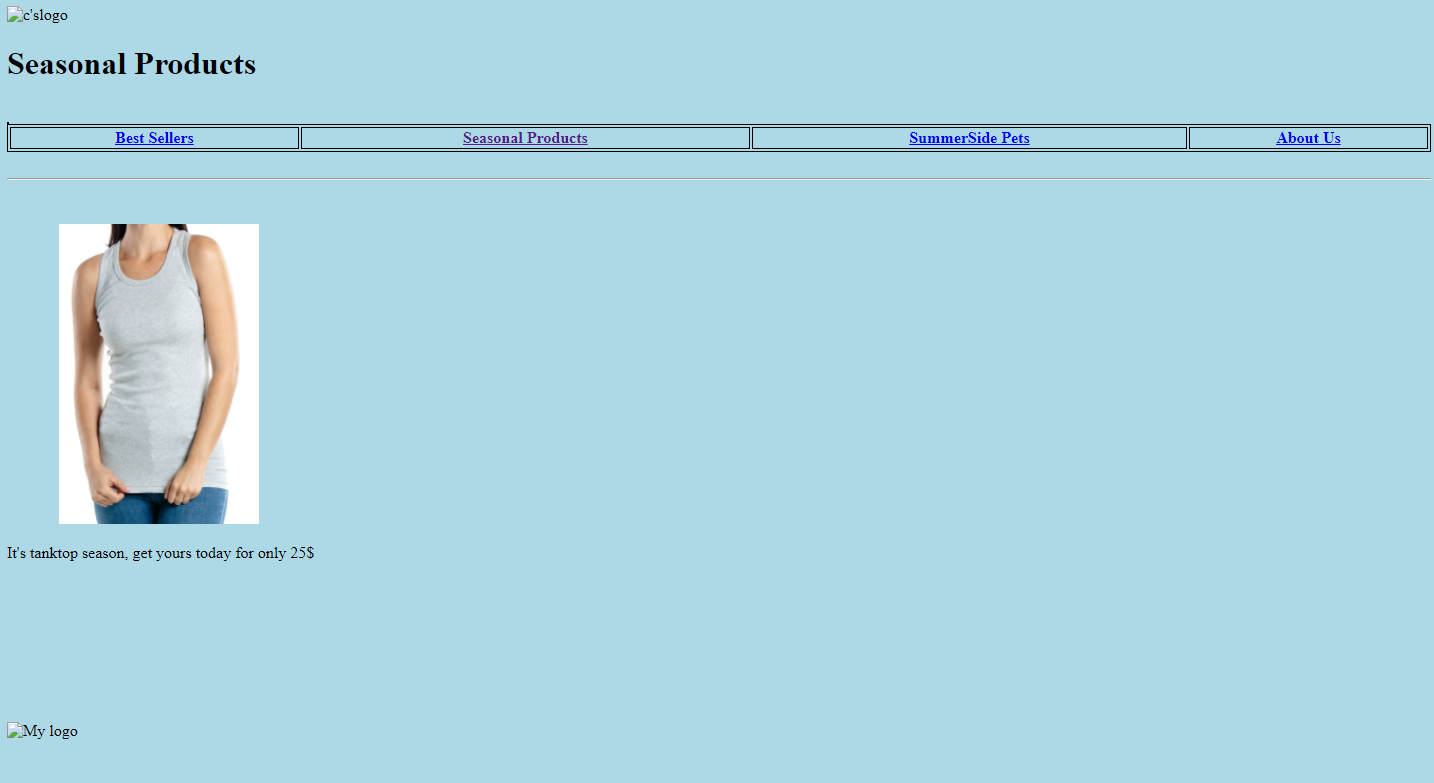 c'slogo
Seasonal Products
Best Sellers Seasonal Products SummerSide Pets About Us
It's tanktop season, get yours today for only 25$
My logo